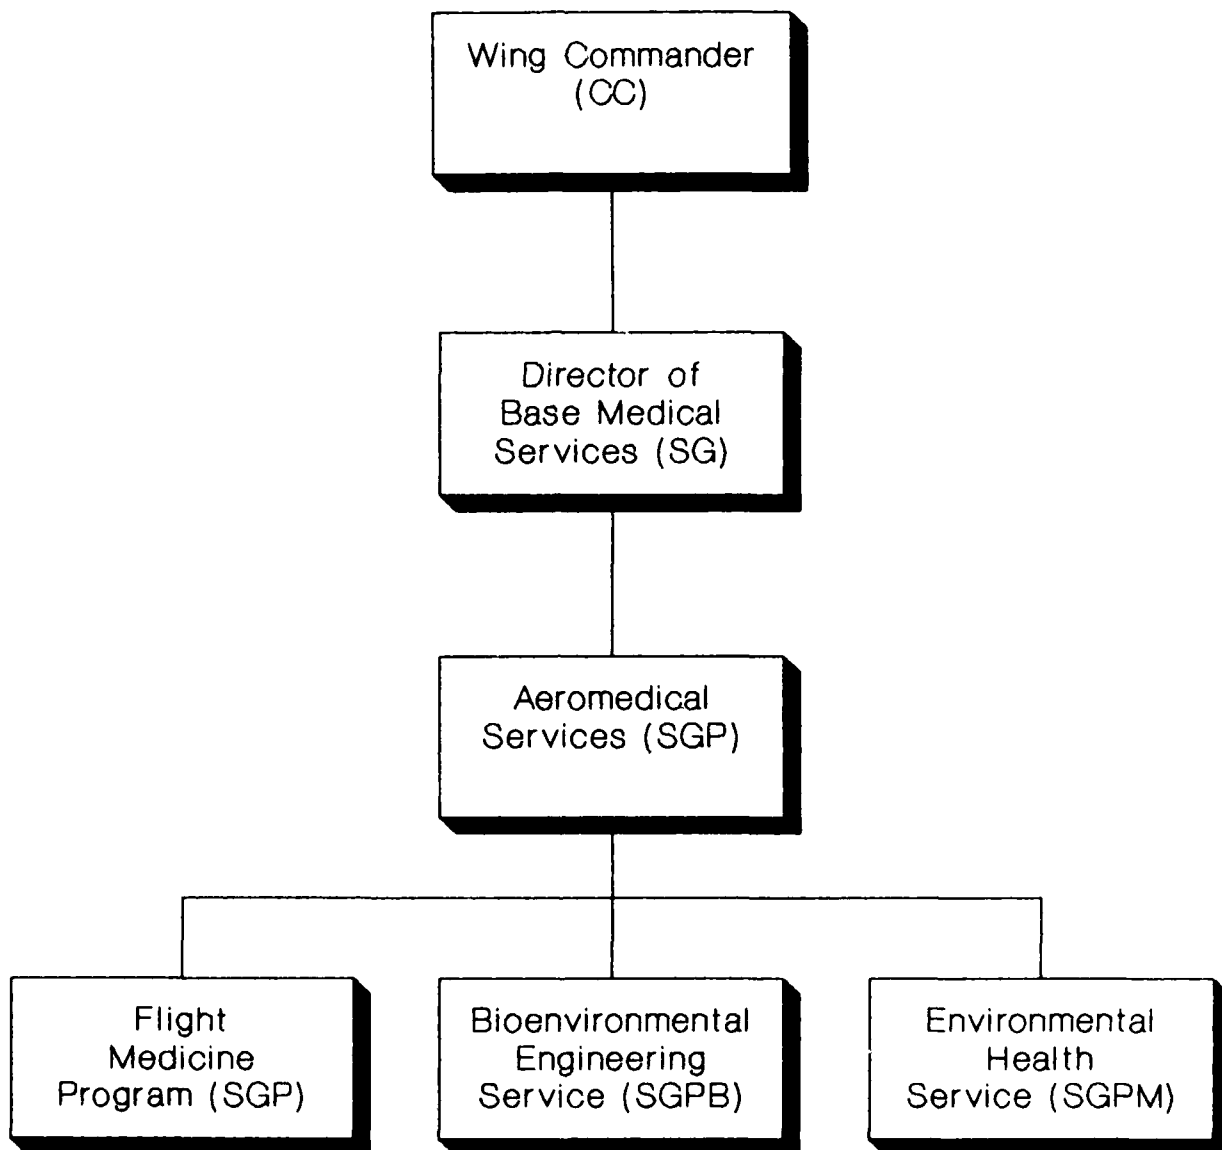 Wing Commander
(CC)
Director of
Base Medical
Services (SG)
Aeromedical
Services (SGP)
Flight
Medicine
Program (SGP)
Bioenvironmental
Engineering
Service (SGPB)
Environmental
Health
Service (SGPM)